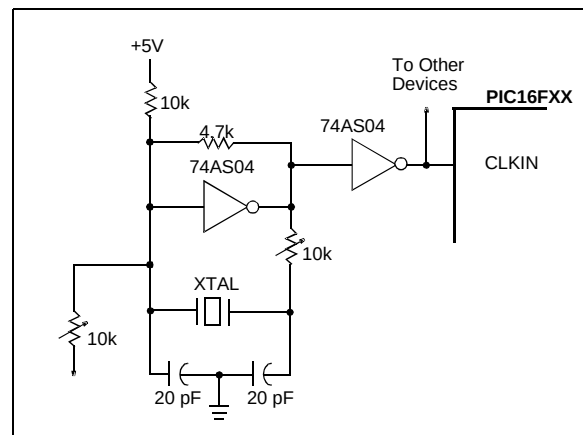 +5V
To Other
Devices
PIC16FXX
10k
4.7k
74AS04
74AS04
CLKIN
10k
XTAL
10k
20 pF
20 pF